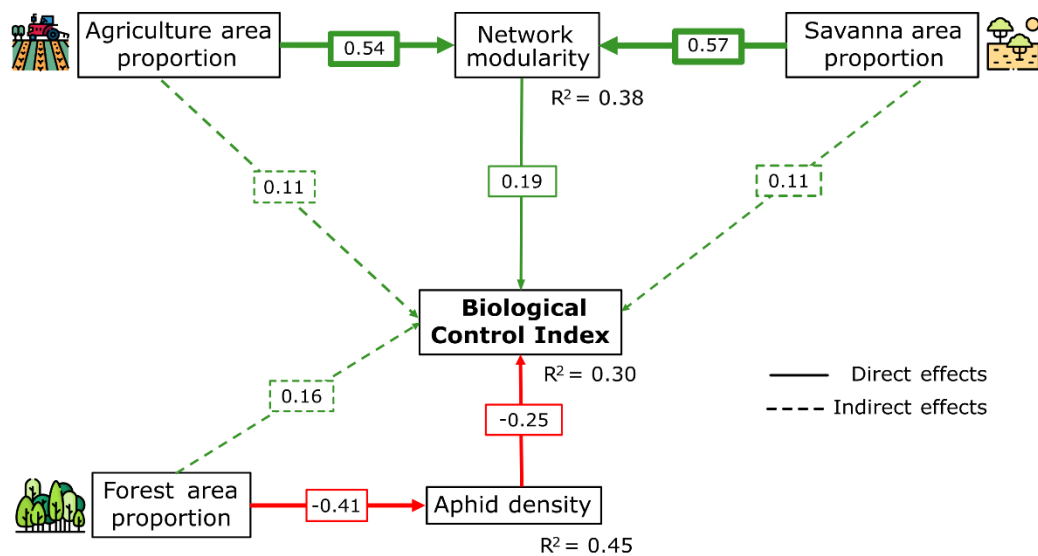 Agriculture area
proportion
0.54
Network
modularity
0.57
Savanna area
proportion
R² = 0.38
0.11
0.19
0.11
Biological
Control Index
R² = 0.30
Direct effects
Indirect effects
0.16
-0.25
Forest area
proportion
-0.41
Aphid density
R² = 0.45